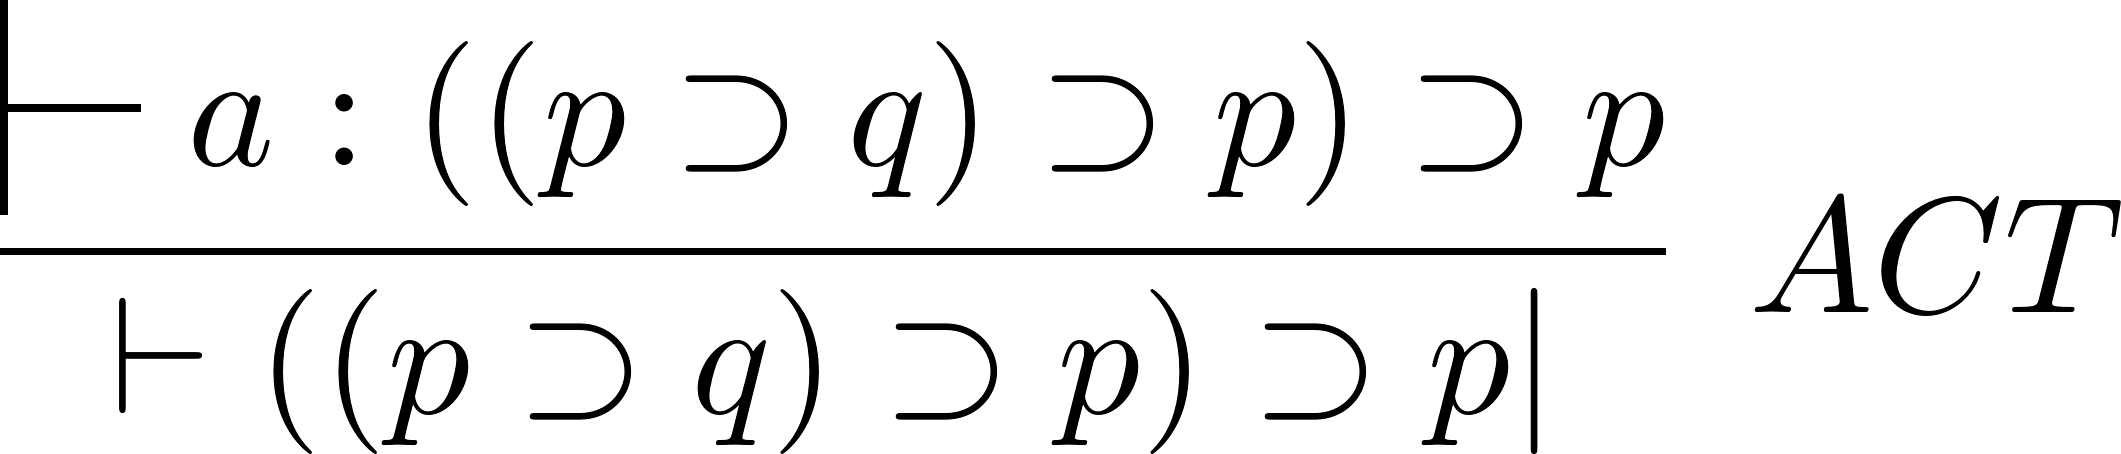 ⊢ a : ((p ⊃ q) ⊃ p) ⊃ p
ACT
⊢ ((p ⊃ q) ⊃ p) ⊃ p|